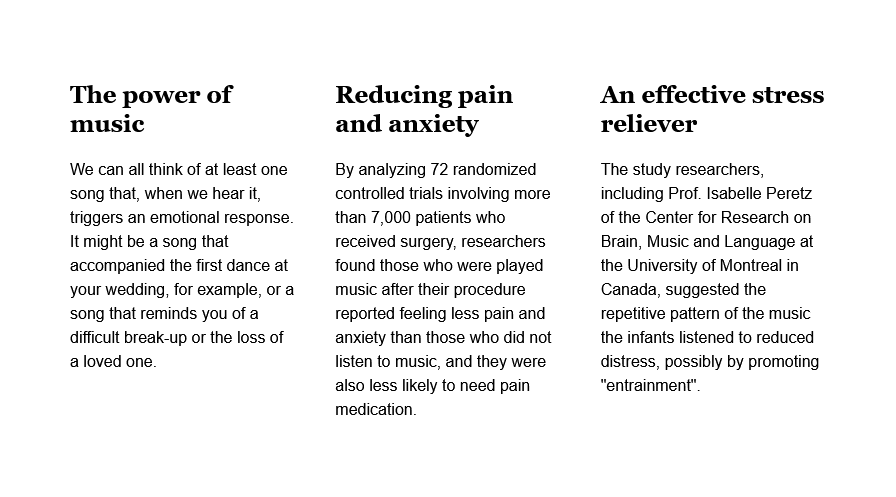 The power of
music
We can all think of at least one
song that, when we hear it,
triggers an emotional response.
It might be a song that
accompanied the first dance at
your wedding, for example, or a
song that reminds you of a
difficult break-up or the loss of
a loved one.
Reducing pain
and anxiety
By analyzing 72 randomized
controlled trials involving more
than 7,000 patients who
received surgery, researchers
found those who were played
music after their procedure
reported feeling less pain and
anxiety than those who did not
listen to music, and they were
also less likely to need pain
medication.
An effective stress
reliever
The study researchers,
including Prof. Isabelle Peretz
of the Center for Research on
Brain, Music and Language at
the University of Montreal in
Canada, suggested the
repetitive pattern of the music
the infants listened to reduced
distress, possibly by promoting
"entrainment".